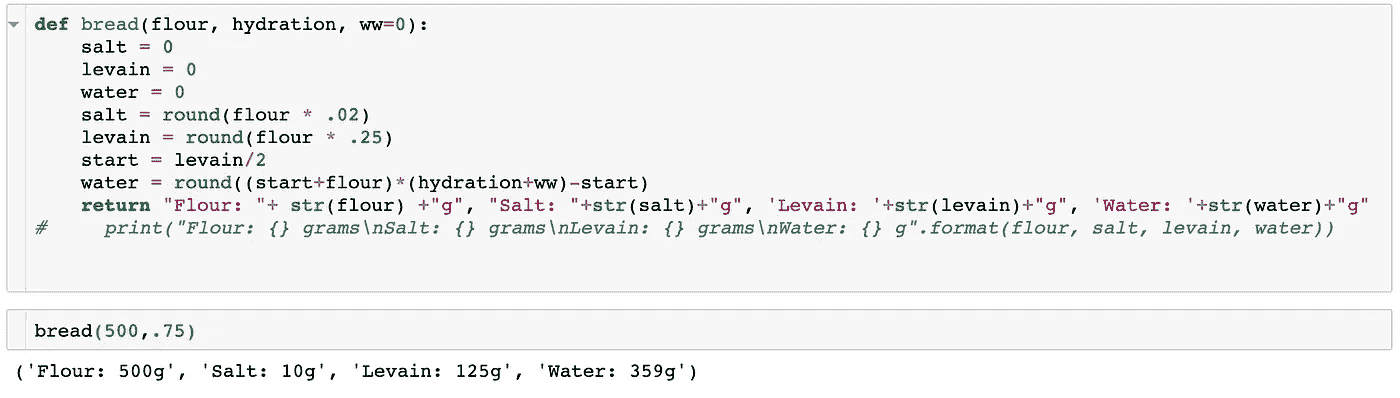 def bread(flour, hydration, ww=0):
    salt = 0
    levain = 0
    water = 0
    salt = round(flour * .02)
    levain = round(flour * .25)
    start = levain/2
    water = round((start+flour)*(hydration+ww)-start)
    return "Flour: "+ str(flour) +"g", "Salt: "+str(salt)+"g", 'Levain: '+str(levain)+"g", 'Water: '+str(water)+"g"
#     print("Flour: {} grams\nSalt: {} grams\nLevain: {} grams\nWater: {} g".format(flour, salt, levain, water))
bread(500,.75)
('Flour: 500g', 'Salt: 10g', 'Levain: 125g', 'Water: 359g')